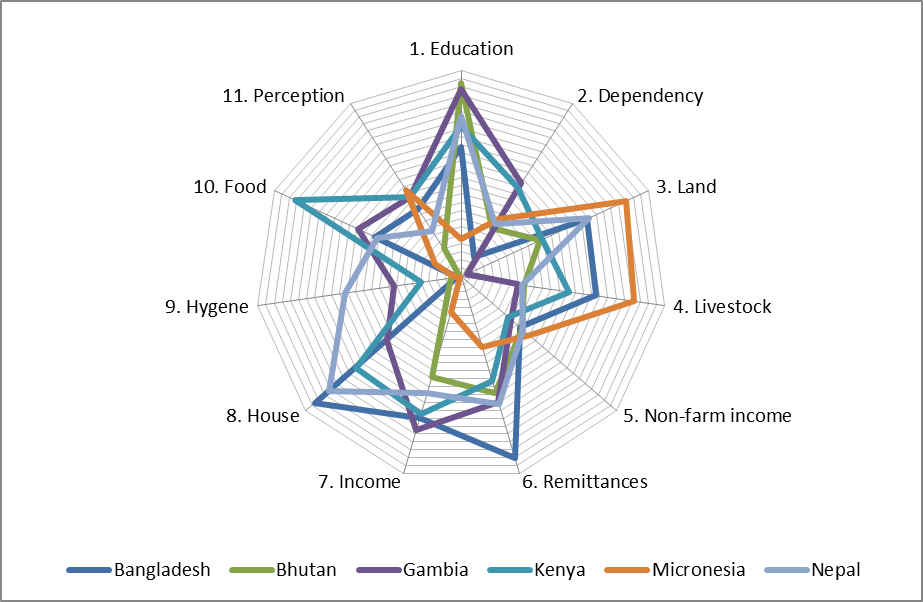 1. Education
2. Dependency
3. Land
4. Livestock
5. Non-farm income
6. Remittances
7. Income
8. House
9. Hygene
10. Food
11. Perception
Bangladesh Bhutan Gambia Kenya Micronesia Nepal